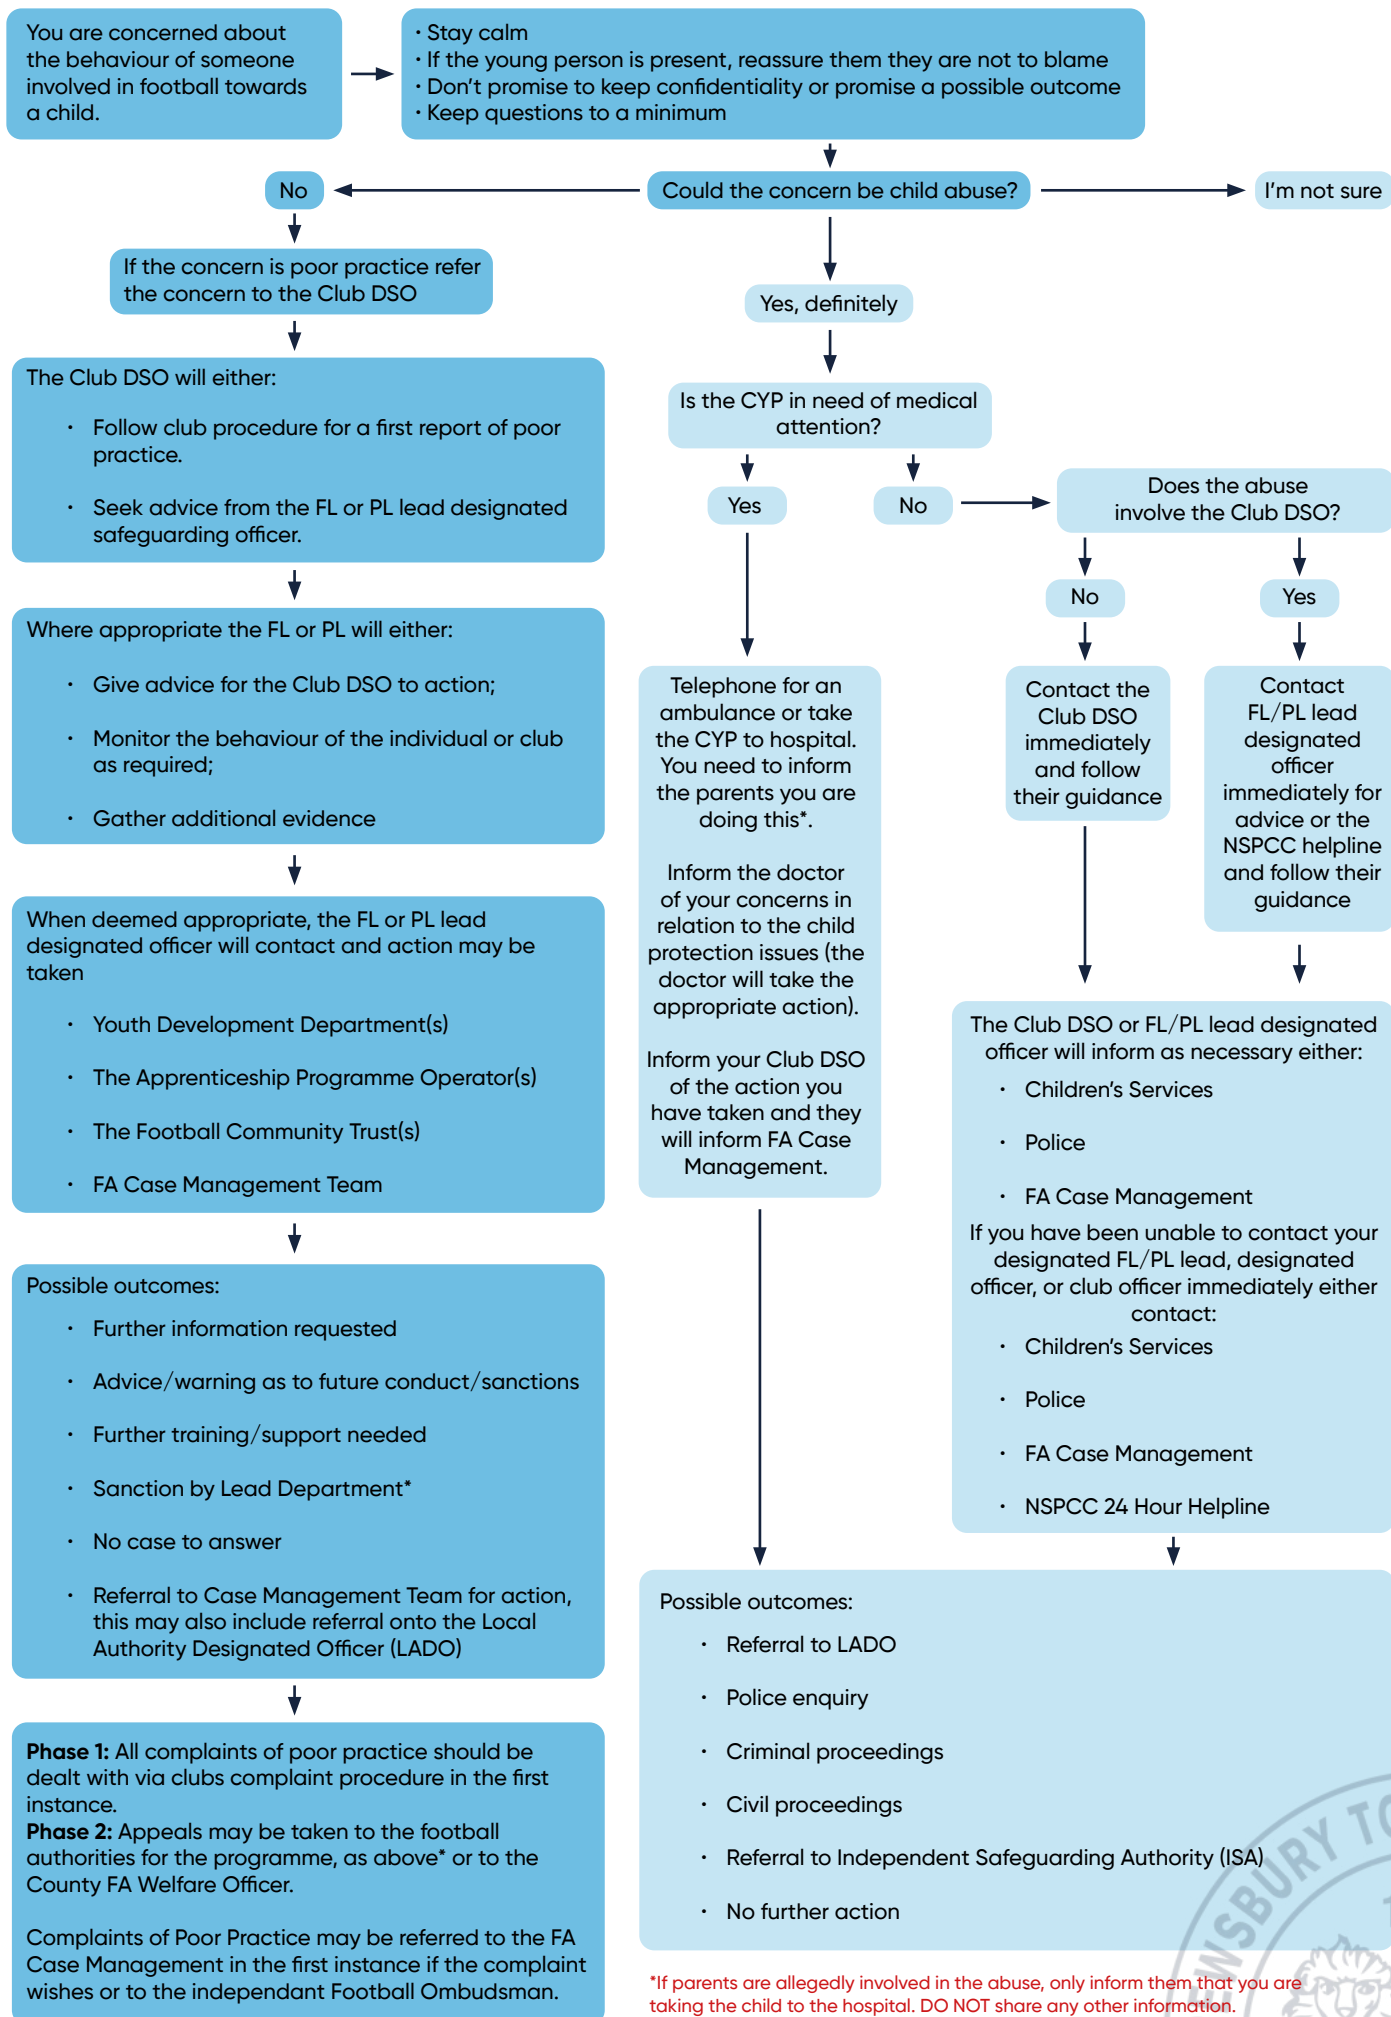 You are concerned about
the behaviour of someone
involved in football towards
a child.
· Stay calm
· If the young person is present, reassure them they are not to blame
· Don't promise to keep confidentiality or promise a possible outcome
· Keep questions to a minimum
No
Could the concern be child abuse?
I'm not sure
If the concern is poor practice refer
the concern to the Club DSO
The Club DSO will either:
· Follow club procedure for a first report of poor
practice.
· Seek advice from the FL or PL lead designated
safeguarding officer.
Where appropriate the FL or PL will either:
· Give advice for the Club DSO to action;
· Monitor the behaviour of the individual or club
as required;
· Gather additional evidence
When deemed appropriate, the FL or PL lead
designated officer will contact and action may be
taken
· Youth Development Department(s)
· The Apprenticeship Programme Operator(s)
· The Football Community Trust(s)
· FA Case Management Team
Possible outcomes:
· Further information requested
· Advice/warning as to future conduct/sanctions
· Further training/support needed
· Sanction by Lead Department*
· No case to answer
· Referral to Case Management Team for action,
this may also include referral onto the Local
Authority Designated Officer (LADO)
Phase 1: All complaints of poor practice should be
dealt with via clubs complaint procedure in the first
instance.
Phase 2: Appeals may be taken to the football
authorities for the programme, as above* or to the
County FA Welfare Officer.
Complaints of Poor Practice may be referred to the FA
Case Management in the first instance if the complaint
wishes or to the independant Football Ombudsman.
Yes, definitely
Is the CYP in need of medical
attention?
Yes
No
Does the abuse
involve the Club DSO?
No
Yes
Telephone for an
ambulance or take
the CYP to hospital.
You need to inform
the parents you are
doing this*.
Inform the doctor
of your concerns in
relation to the child
protection issues (the
doctor will take the
appropriate action).
Inform your Club DSO
of the action you
have taken and they
will inform FA Case
Management.
Contact the
Club DSO
immediately
and follow
their guidance
Contact
FL/PL lead
designated
officer
immediately for
advice or the
NSPCC helpline
and follow their
guidance
The Club DSO or FL/PL lead designated
officer will inform as necessary either:
· Children's Services
· Police
· FA Case Management
If you have been unable to contact your
designated FL/PL lead, designated
officer, or club officer immediately either
contact:
· Children's Services
· Police
· FA Case Management
· NSPCC 24 Hour Helpline
Possible outcomes:
· Referral to LADO
· Police enquiry
· Criminal proceedings
· Civil proceedings
· Referral to Independent Safeguarding Authority (ISA)
· No further action
*If parents are allegedly involved in the abuse, only inform them that you are
taking the child to the hospital. DO NOT share any other information.